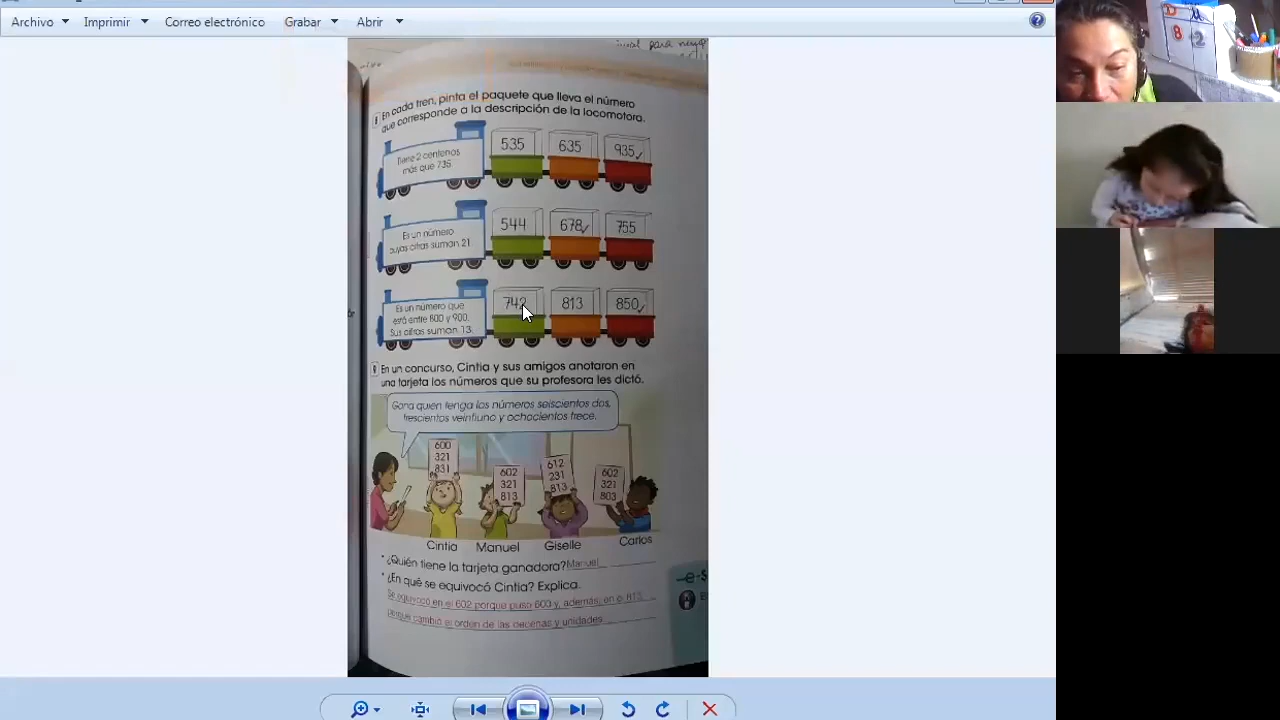 Archivo Imprimir Correo electrónico Grabar Abrir
8 En cada tren, pinta el paquete que lleva el número
que corresponde a la descripción de la locomotora.
Tiene 2 centenas
más que 735.
535 635 935
Es un número
cuyas cifras suman 21.
544 678 755
Es un número que
está entre 800 y 900.
Sus cifras suman 13.
742 813 850
9 En un concurso, Cintia y sus amigos anotaron en
una tarjeta los números que su profesora les dictó.
Gana quien tenga los números seiscientos dos,
trescientos veintiuno y ochocientos trece.
600
321
831
602
321
813
612
231
813
602
321
803
Cintia Manuel Giselle Carlos
• ¿Quién tiene la tarjeta ganadora? Manuel
• ¿En qué se equivocó Cintia? Explica.
Se equivocó en el 602 porque puso 600 y, además, en el 813
porque cambió el orden de las decenas y unidades.
D U
8 2